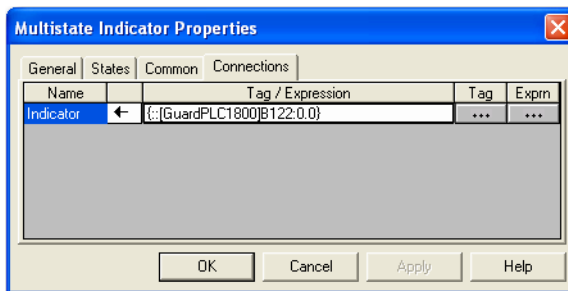 Multistate Indicator Properties
General States Common Connections
Name Tag / Expression Tag Exprn
Indicator ← {::[GuardPLC1800]B122:0.0} ... ...
OK Cancel Apply Help